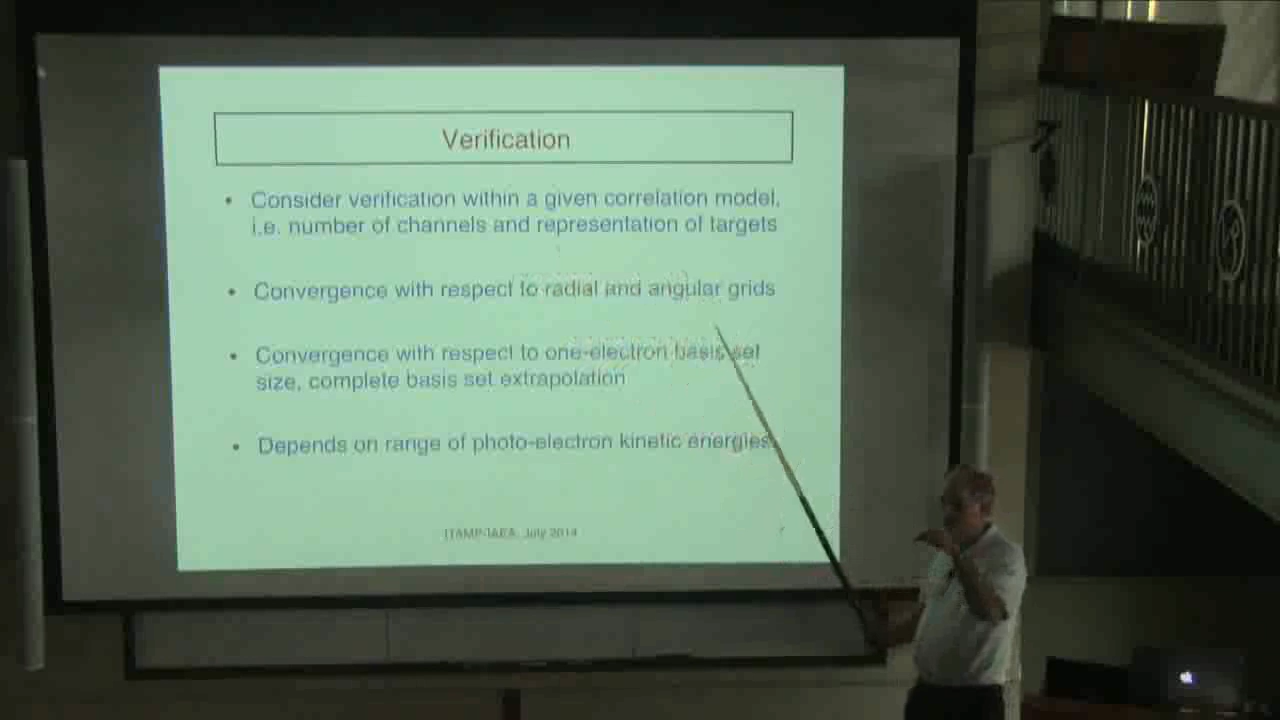 Verification
• Consider verification within a given correlation model,
i.e. number of channels and representation of targets
• Convergence with respect to radial and angular grids
• Convergence with respect to one-electron basis set
size, complete basis set extrapolation
• Depends on range of photo-electron kinetic energies.
ITAMP-IAEA, July 2014